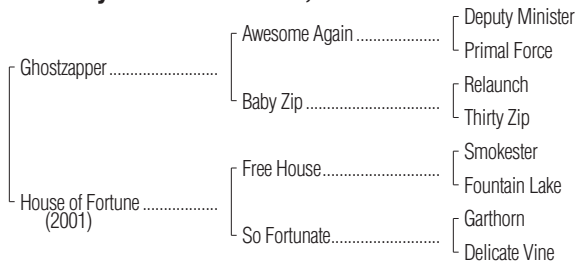 Deputy Minister
Awesome Again ..................
Primal Force
Ghostzapper .......................
Relaunch
Baby Zip ..............................
Thirty Zip
Smokester
Free House .........................
Fountain Lake
House of Fortune ................
(2001)
Garthorn
So Fortunate.......................
Delicate Vine